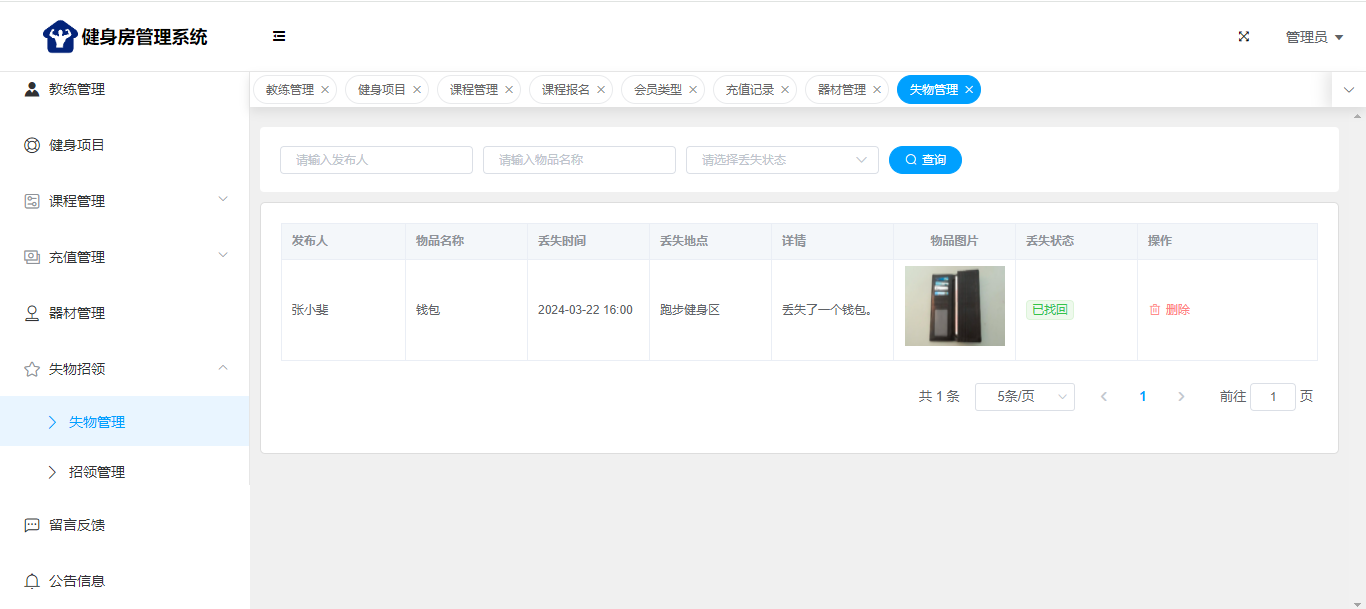 健身房管理系统
管理员
教练管理
健身项目
课程管理
充值管理
器材管理
失物招领
失物管理
招领管理
留言反馈
公告信息
教练管理 健身项目 课程管理 课程报名 会员类型 充值记录 器材管理 失物管理
请输入发布人 请输入物品名称 请选择丢失状态 查询
发布人 物品名称 丢失时间 丢失地点 详情 物品图片 丢失状态 操作
张小斐 钱包 2024-03-22 16:00 跑步健身区 丢失了一个钱包。 已找回 删除
共 1 条 5条/页 1 前往 1 页